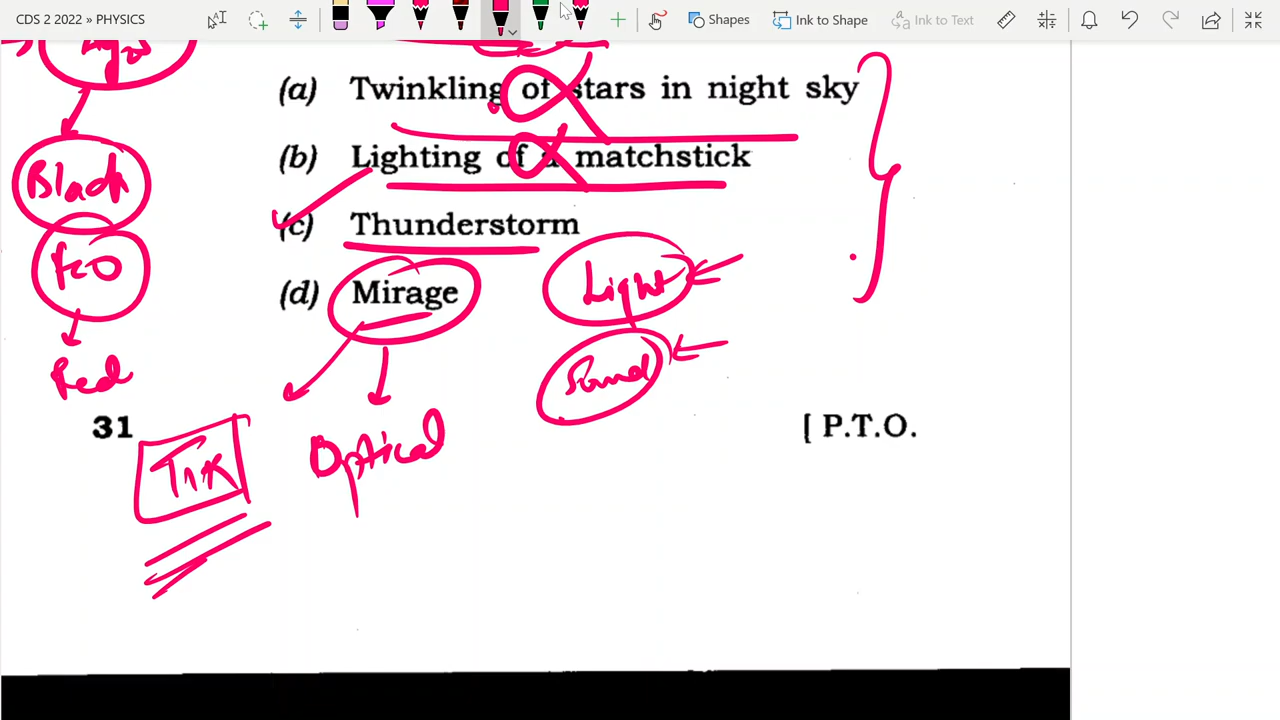 CDS 2 2022 » PHYSICS
Shapes
Ink to Shape
Ink to Text
(a) Twinkling of stars in night sky
(b) Lighting of a matchstick
(c) Thunderstorm
(d) Mirage
Black
Light
Sound
Red
Optical
31
[ P.T.O.